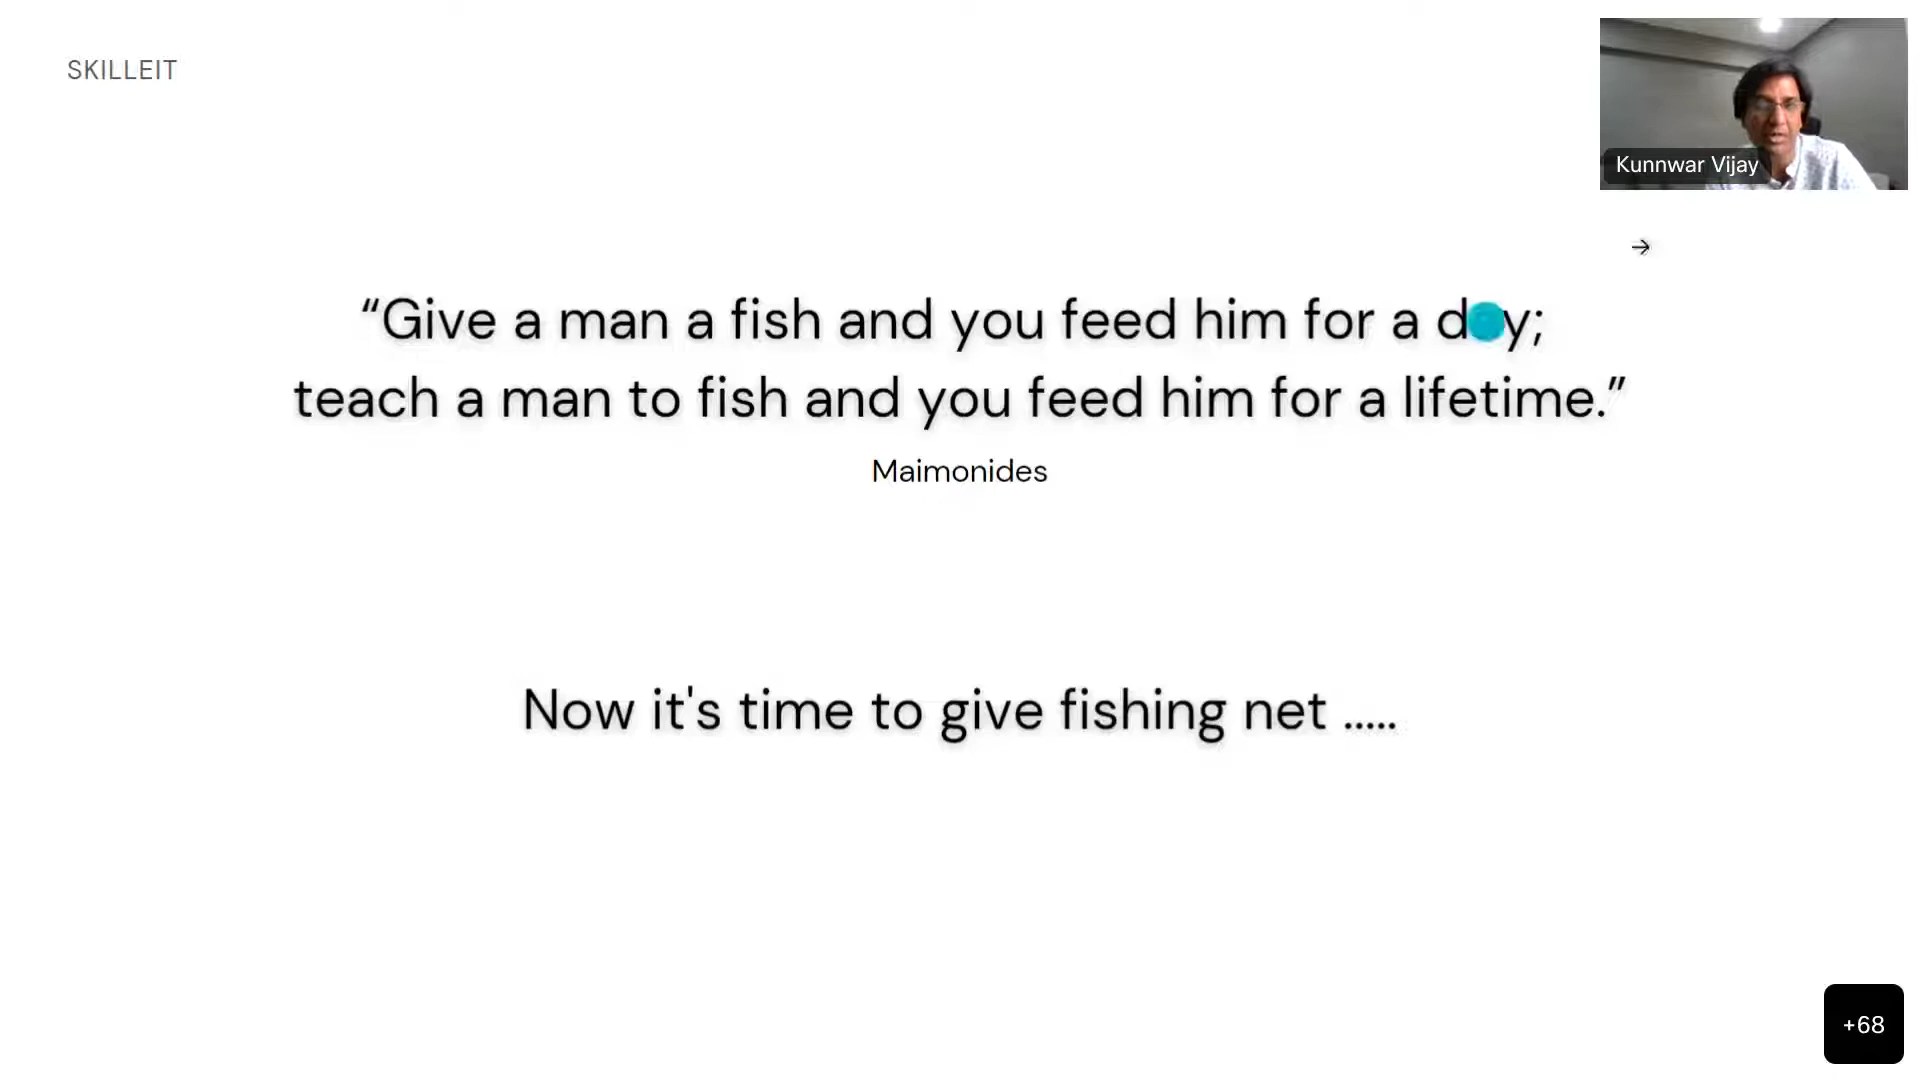 SKILLEIT
Kunnwar Vijay
→
“Give a man a fish and you feed him for a day;
teach a man to fish and you feed him for a lifetime.”
Maimonides
Now it's time to give fishing net .....
+68